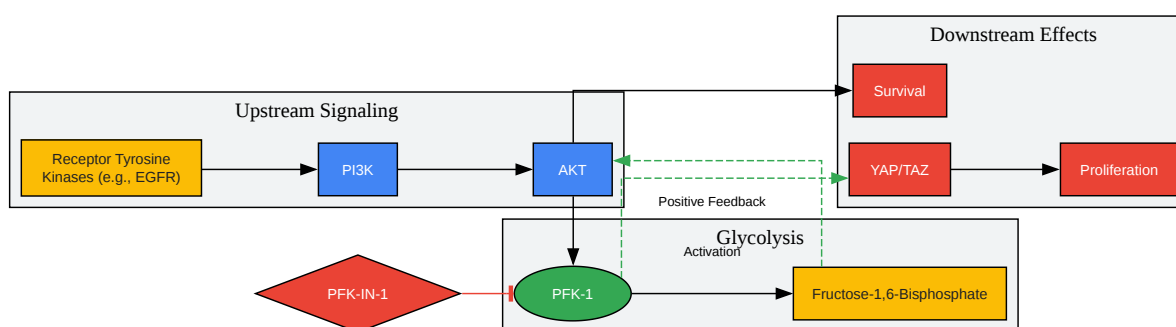 Downstream Effects
Survival
Upstream Signaling
Receptor Tyrosine
Kinases (e.g., EGFR)
PI3K
AKT
YAP/TAZ
Proliferation
Positive Feedback
Glycolysis
Activation
PFK-IN-1
PFK-1
Fructose-1,6-Bisphosphate